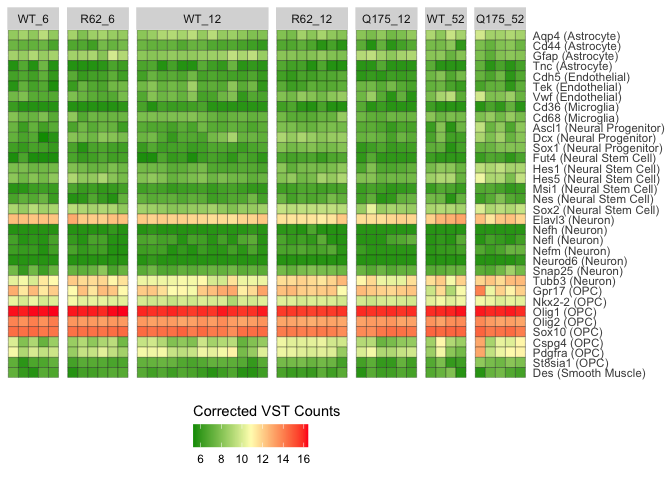 WT_6 R62_6 WT_12 R62_12 Q175_12 WT_52 Q175_52
Aqp4 (Astrocyte)
Cd44 (Astrocyte)
Gfap (Astrocyte)
Tnc (Astrocyte)
Cdh5 (Endothelial)
Tek (Endothelial)
Vwf (Endothelial)
Cd36 (Microglia)
Cd68 (Microglia)
Ascl1 (Neural Progenitor)
Dcx (Neural Progenitor)
Sox1 (Neural Progenitor)
Fut4 (Neural Stem Cell)
Hes1 (Neural Stem Cell)
Hes5 (Neural Stem Cell)
Msi1 (Neural Stem Cell)
Nes (Neural Stem Cell)
Sox2 (Neural Stem Cell)
Elavl3 (Neuron)
Nefh (Neuron)
Nefl (Neuron)
Nefm (Neuron)
Neurod6 (Neuron)
Snap25 (Neuron)
Tubb3 (Neuron)
Gpr17 (OPC)
Nkx2-2 (OPC)
Olig1 (OPC)
Olig2 (OPC)
Sox10 (OPC)
Cspg4 (OPC)
Pdgfra (OPC)
St8sia1 (OPC)
Des (Smooth Muscle)
Corrected VST Counts
6 8 10 12 14 16